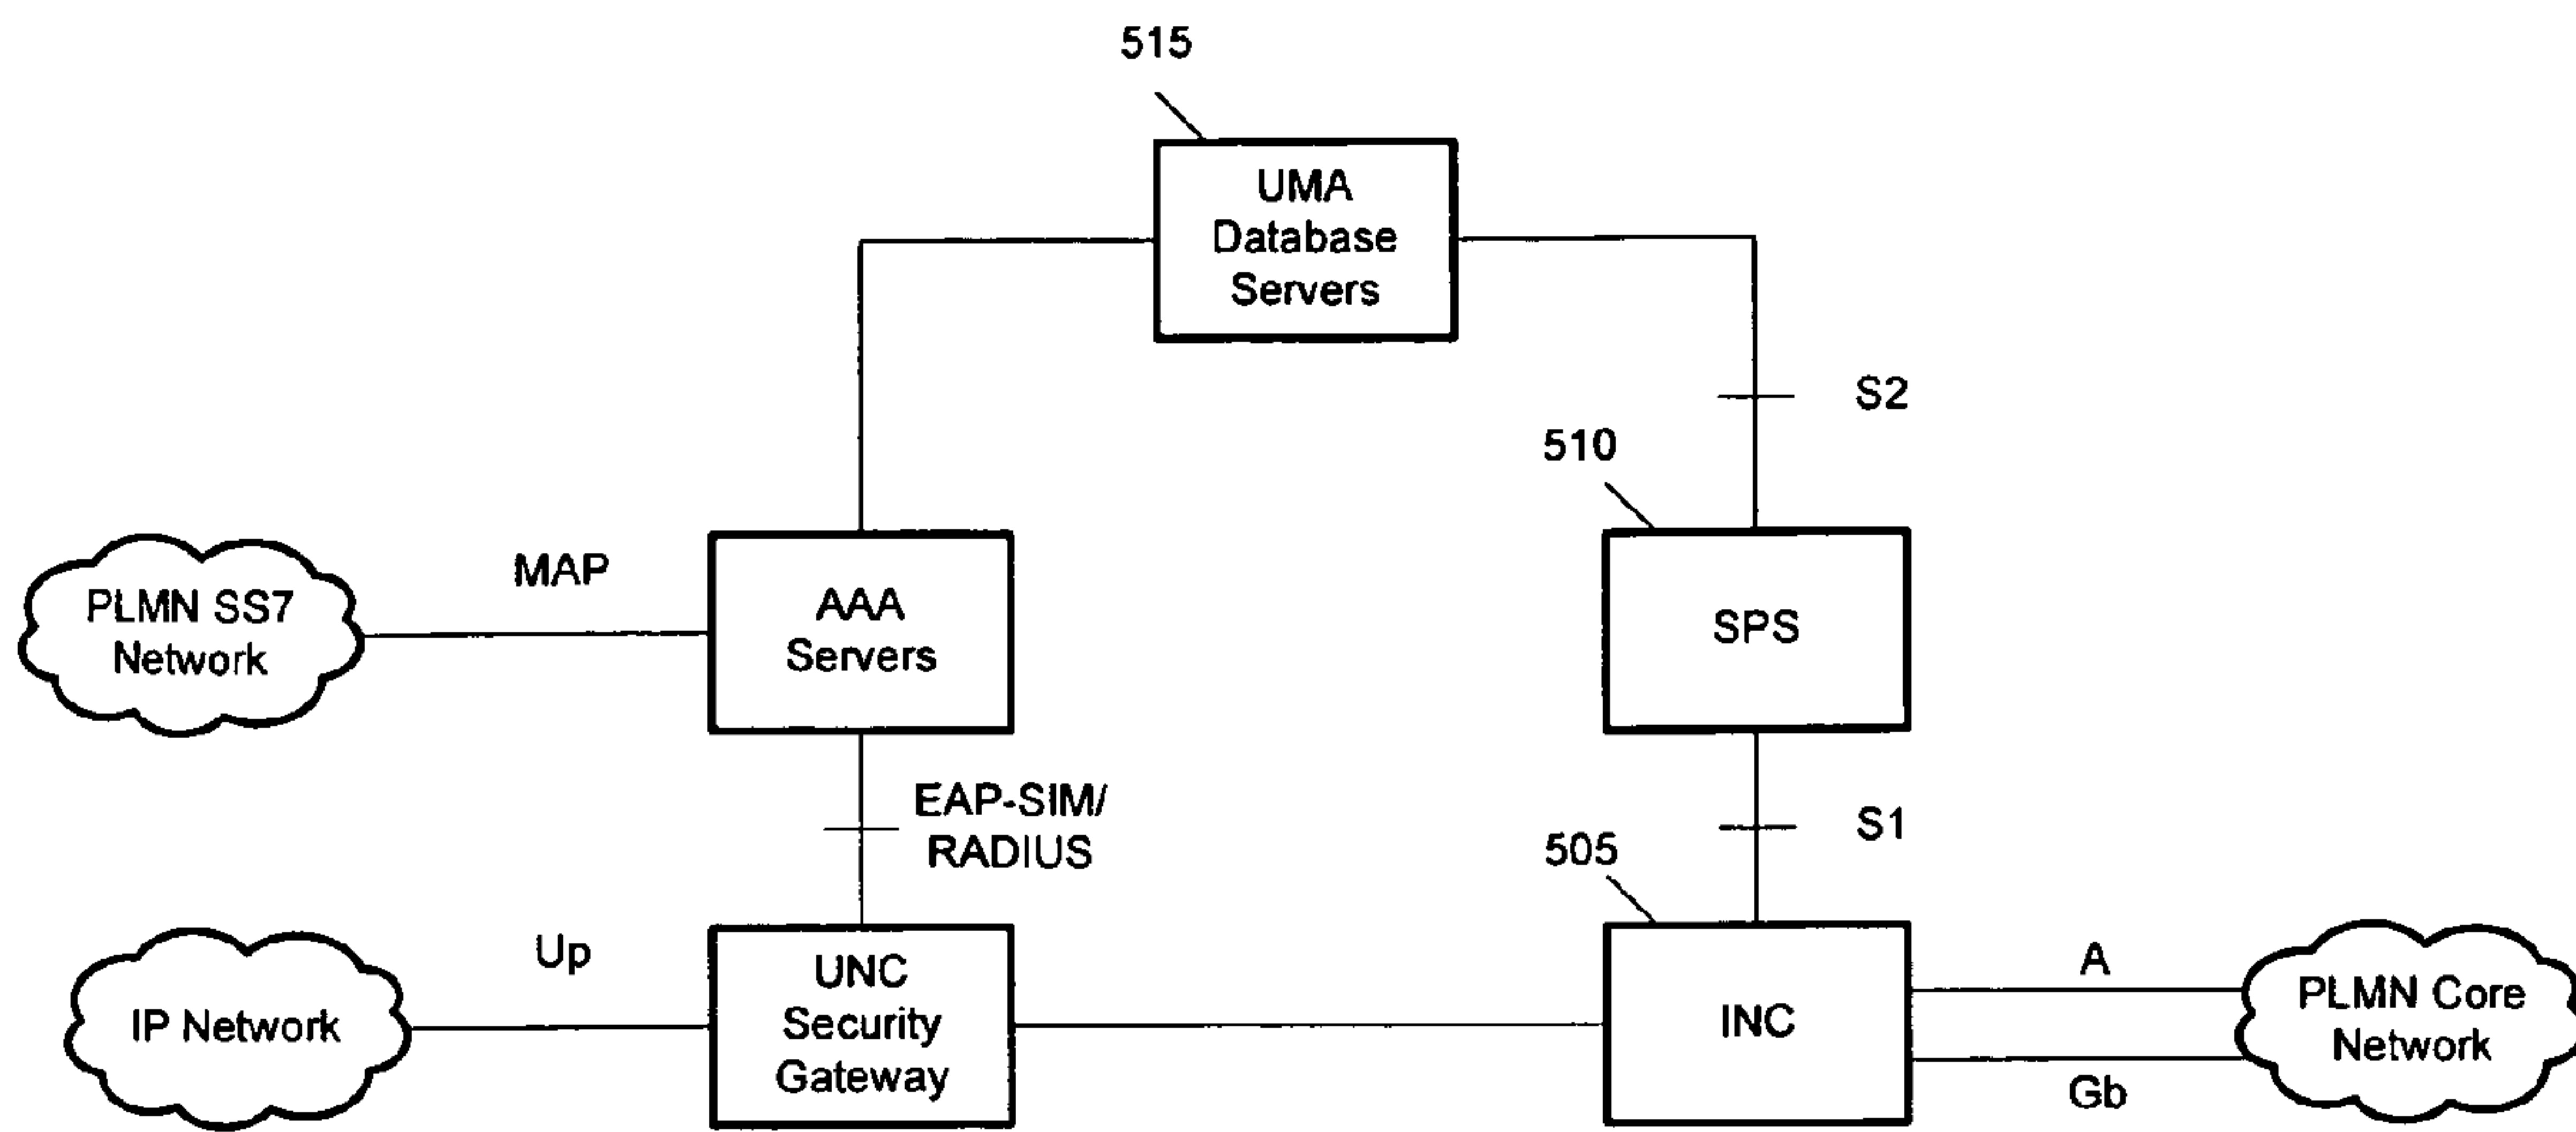 515
UMA
Database
Servers
S2
510
PLMN SS7
Network
MAP
AAA
Servers
SPS
EAP-SIM/
RADIUS
S1
505
IP Network
Up
UNC
Security
Gateway
INC
A
Gb
PLMN Core
Network